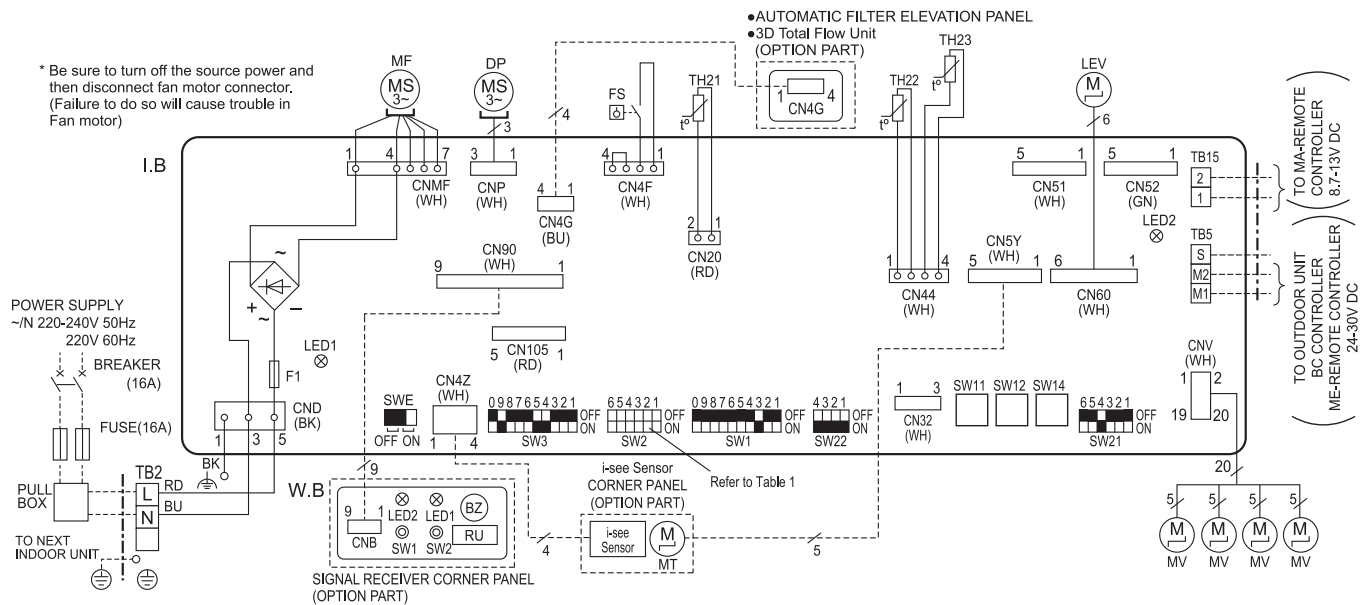 ●AUTOMATIC FILTER ELEVATION PANEL
●3D Total Flow Unit
(OPTION PART)
* Be sure to turn off the source power and
then disconnect fan motor connector.
(Failure to do so will cause trouble in
Fan motor)
MF
MS
3~
DP
MS
3~
3
4
FS
TH21
t°
1 4
CN4G
TH22
t°
TH23
t°
LEV
M
6
I.B
1 4 7
CNMF
(WH)
3 1
CNP
(WH)
4 1
CN4G
(BU)
4 1
CN4F
(WH)
2 1
CN20
(RD)
1 4
CN44
(WH)
5 1
CN51
(WH)
5 1
CN52
(GN)
LED2
CN5Y
(WH)
5 1
6 1
CN60
(WH)
TB15
2
1
TB5
S
M2
M1
TO MA-REMOTE
CONTROLLER
8.7-13V DC
TO OUTDOOR UNIT
BC CONTROLLER
ME-REMOTE CONTROLLER
24-30V DC
CN90
(WH)
9 1
5 1
CN105
(RD)
~
+ −
~
F1
LED1
POWER SUPPLY
~/N 220-240V 50Hz
220V 60Hz
BREAKER
(16A)
FUSE(16A)
PULL
BOX
TO NEXT
INDOOR UNIT
CND
(BK)
1 3 5
BK
TB2
L
N
RD
BU
SWE
OFF ON
CN4Z
(WH)
1 4
0987654321
OFF
ON
SW3
654321
OFF
ON
SW2
0987654321
OFF
ON
SW1
4321
OFF
ON
SW22
1 3
CN32
(WH)
SW11 SW12 SW14
654321
OFF
ON
SW21
CNV
(WH)
1 2
19 20
Refer to Table 1
9
W.B
9 1
CNB
LED2 LED1
SW1 SW2
BZ
RU
SIGNAL RECEIVER CORNER PANEL
(OPTION PART)
i-see Sensor
CORNER PANEL
(OPTION PART)
i-see
Sensor
M
MT
4
5
20
5 5 5 5
M M M M
MV MV MV MV